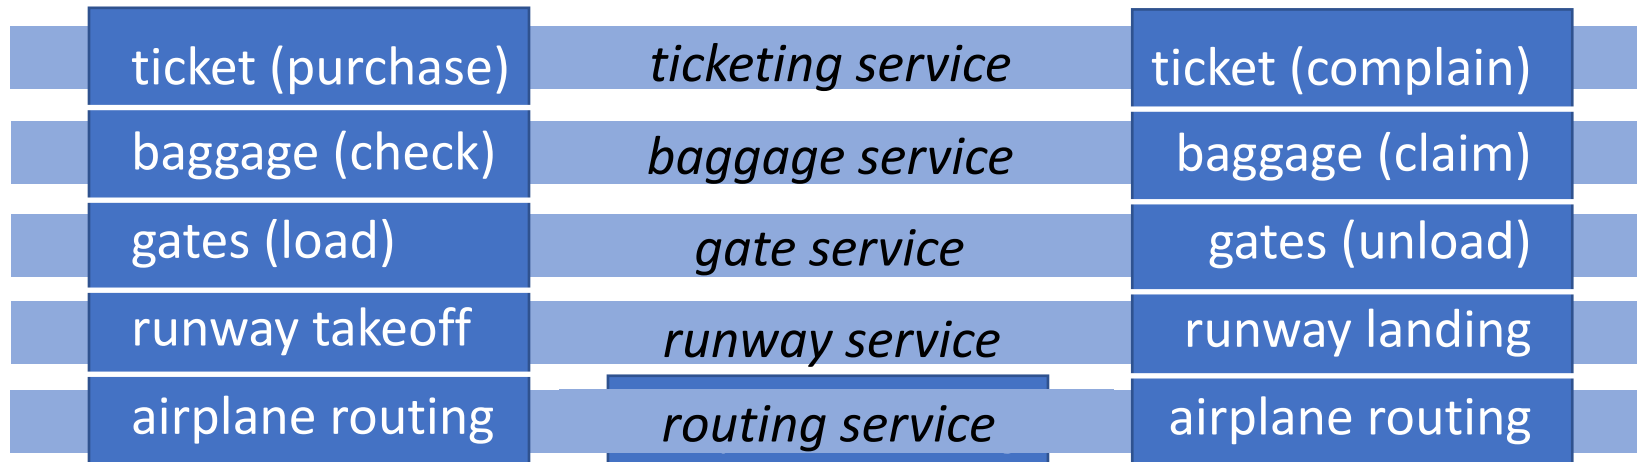 ticket (purchase) ticketing service ticket (complain)
baggage (check) baggage service baggage (claim)
gates (load) gate service gates (unload)
runway takeoff runway service runway landing
airplane routing routing service airplane routing